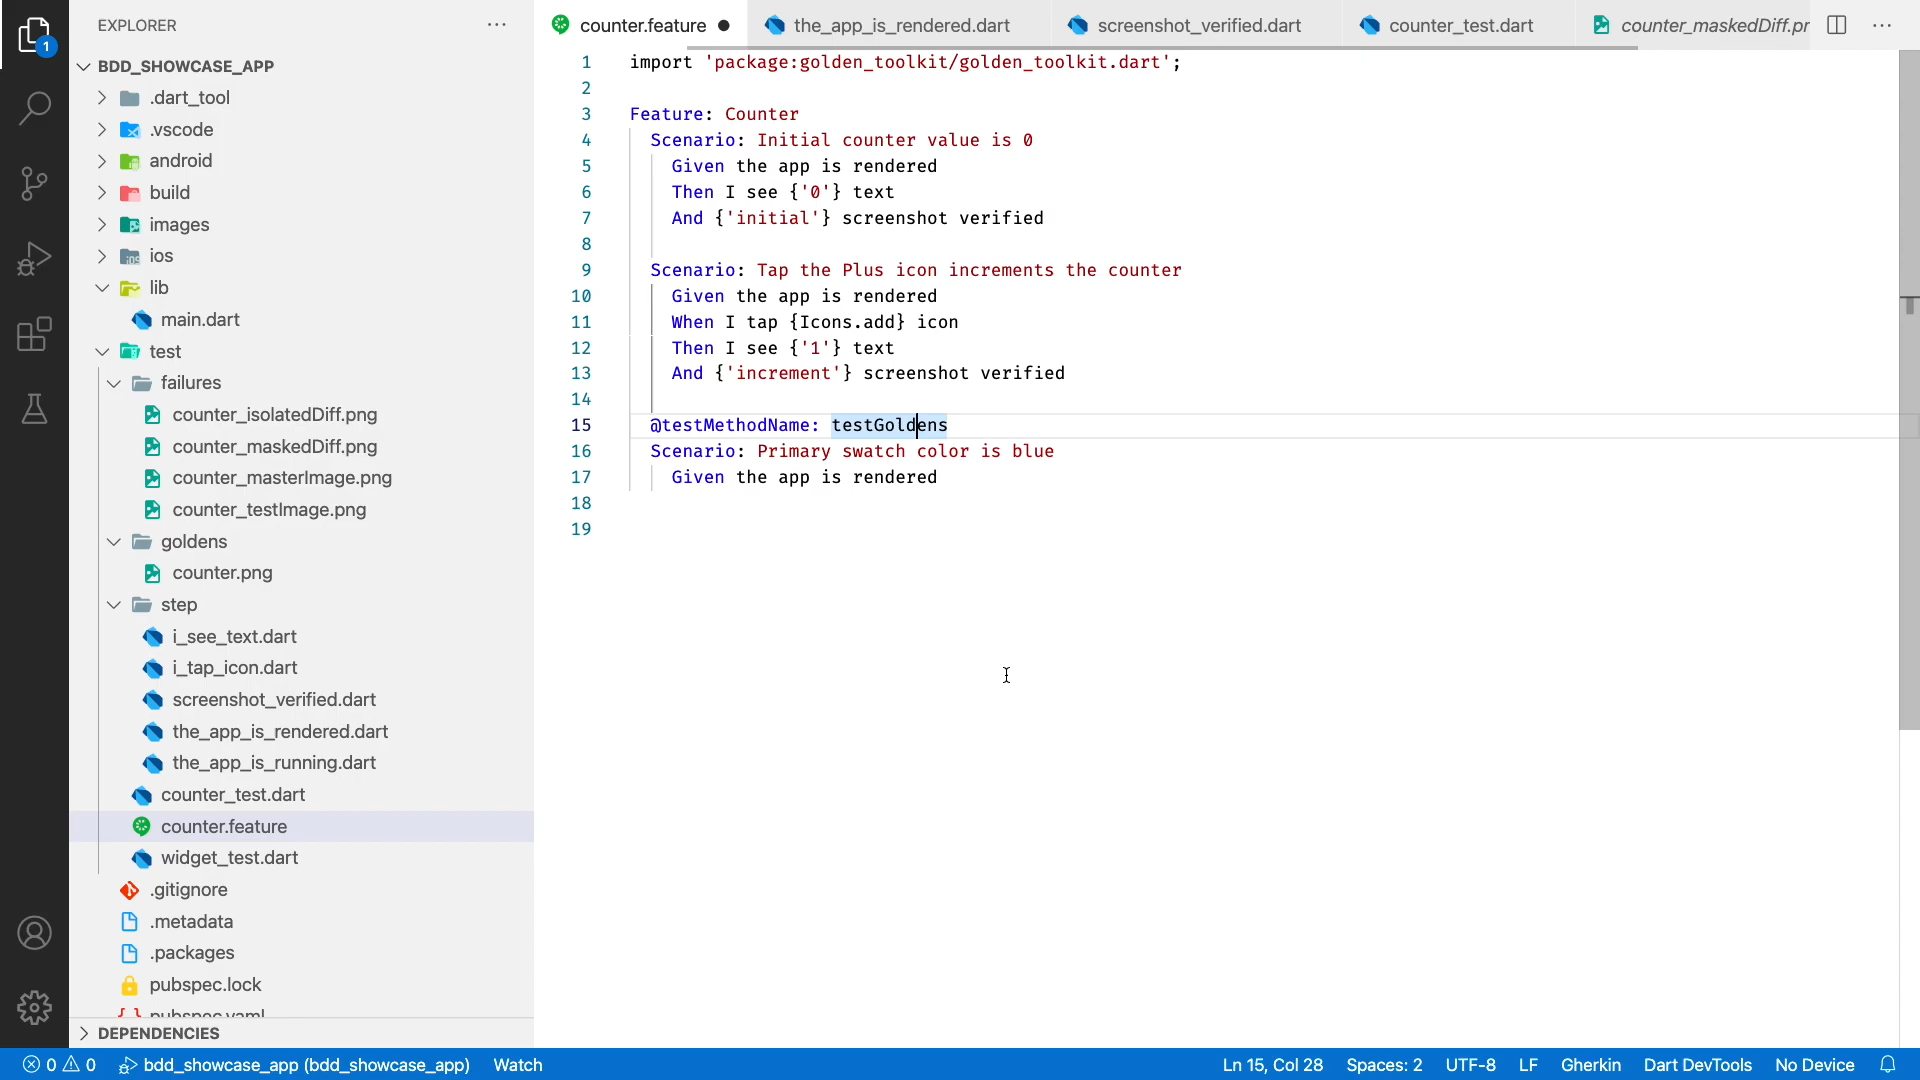 EXPLORER
1
BDD_SHOWCASE_APP
.dart_tool
.vscode
android
build
images
ios
lib
main.dart
test
failures
counter_isolatedDiff.png
counter_maskedDiff.png
counter_masterImage.png
counter_testImage.png
goldens
counter.png
step
i_see_text.dart
i_tap_icon.dart
screenshot_verified.dart
the_app_is_rendered.dart
the_app_is_running.dart
counter_test.dart
counter.feature
widget_test.dart
.gitignore
.metadata
.packages
pubspec.lock
pubspec.yaml
DEPENDENCIES
counter.feature
the_app_is_rendered.dart
screenshot_verified.dart
counter_test.dart
counter_maskedDiff.pr
1 import 'package:golden_toolkit/golden_toolkit.dart';
2
3 Feature: Counter
4 Scenario: Initial counter value is 0
5 Given the app is rendered
6 Then I see {'0'} text
7 And {'initial'} screenshot verified
8
9 Scenario: Tap the Plus icon increments the counter
10 Given the app is rendered
11 When I tap {Icons.add} icon
12 Then I see {'1'} text
13 And {'increment'} screenshot verified
14
15 @testMethodName: testGoldens
16 Scenario: Primary swatch color is blue
17 Given the app is rendered
18
19
0 0 bdd_showcase_app (bdd_showcase_app) Watch
Ln 15, Col 28 Spaces: 2 UTF-8 LF Gherkin Dart DevTools No Device